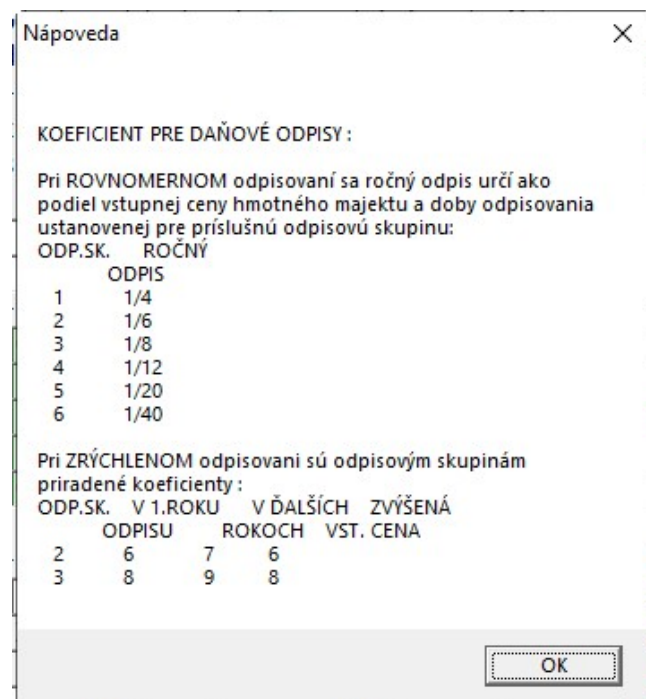 Nápoveda
KOEFICIENT PRE DAŇOVÉ ODPISY :
Pri ROVNOMERNOM odpisovaní sa ročný odpis určí ako
podiel vstupnej ceny hmotného majektu a doby odpisovania
ustanovenej pre príslušnú odpisovú skupinu:
ODP.SK. ROČNÝ
ODPIS
1 1/4
2 1/6
3 1/8
4 1/12
5 1/20
6 1/40
Pri ZRÝCHLENOM odpisovani sú odpisovým skupinám
priradené koeficienty :
ODP.SK. V 1.ROKU V ĎALŠÍCH ZVÝŠENÁ
ODPISU ROKOCH VST. CENA
2 6 7 6
3 8 9 8
OK